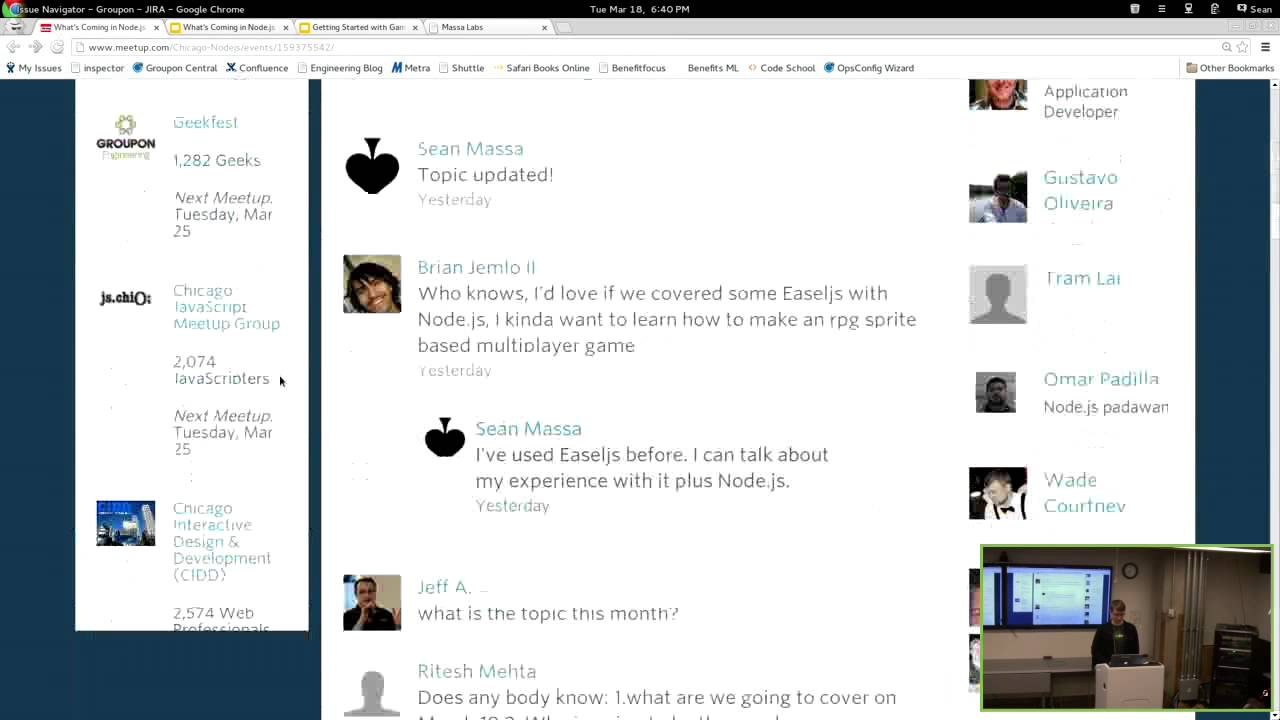 Issue Navigator – Groupon – JIRA – Google Chrome
Tue Mar 18, 6:40 PM
Sean
What's Coming in Node.js
What's Coming in Node.js
Getting Started with Gam
Massa Labs
www.meetup.com/Chicago-Nodejs/events/159375542/
My Issues
inspector
Groupon Central
Confluence
Engineering Blog
Metra
Shuttle
Safari Books Online
Benefitfocus
Benefits ML
Code School
OpsConfig Wizard
Other Bookmarks
GROUPON
Engineering
Geekfest
1,282 Geeks
Next Meetup.
Tuesday, Mar
25
js.chi();
Chicago
JavaScript
Meetup Group
2,074
JavaScripters
Next Meetup.
Tuesday, Mar
25
Chicago
Interactive
Design &
Development
(CIDD)
2,574 Web
Professionals
Sean Massa
Topic updated!
Yesterday
Brian Jemlo II
Who knows, I'd love if we covered some Easeljs with
Node.js, I kinda want to learn how to make an rpg sprite
based multiplayer game
Yesterday
Sean Massa
I've used Easeljs before. I can talk about
my experience with it plus Node.js.
Yesterday
Jeff A.
what is the topic this month?
Ritesh Mehta
Does any body know: 1.what are we going to cover on
Application
Developer
Gustavo
Oliveira
Tram Lai
Omar Padilla
Node.js padawan
Wade
Courtney